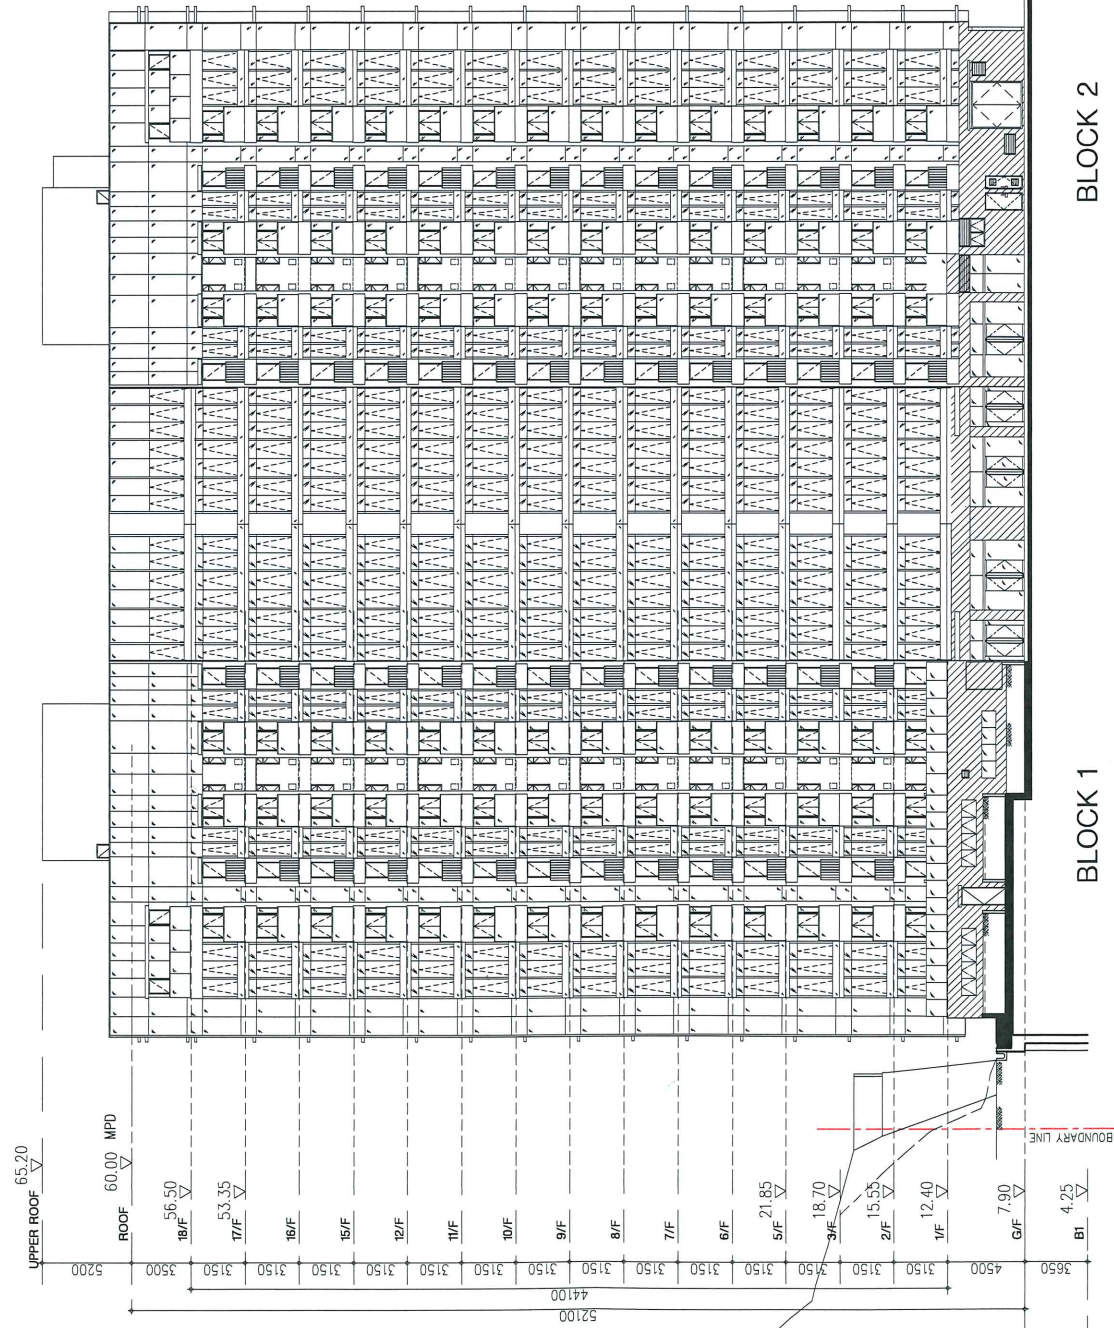 UPPER ROOF
65.20
ROOF
60.00 MPD
18/F
56.50
17/F
53.35
16/F
15/F
12/F
11/F
10/F
9/F
8/F
7/F
6/F
5/F
21.85
3/F
18.70
2/F
15.55
1/F
12.40
G/F
7.90
B1
4.25
5200
3500
3150
3150
3150
3150
3150
3150
3150
3150
3150
3150
3150
3150
3150
3150
4500
3650
44100
52100
BOUNDARY LINE
BLOCK 1
BLOCK 2